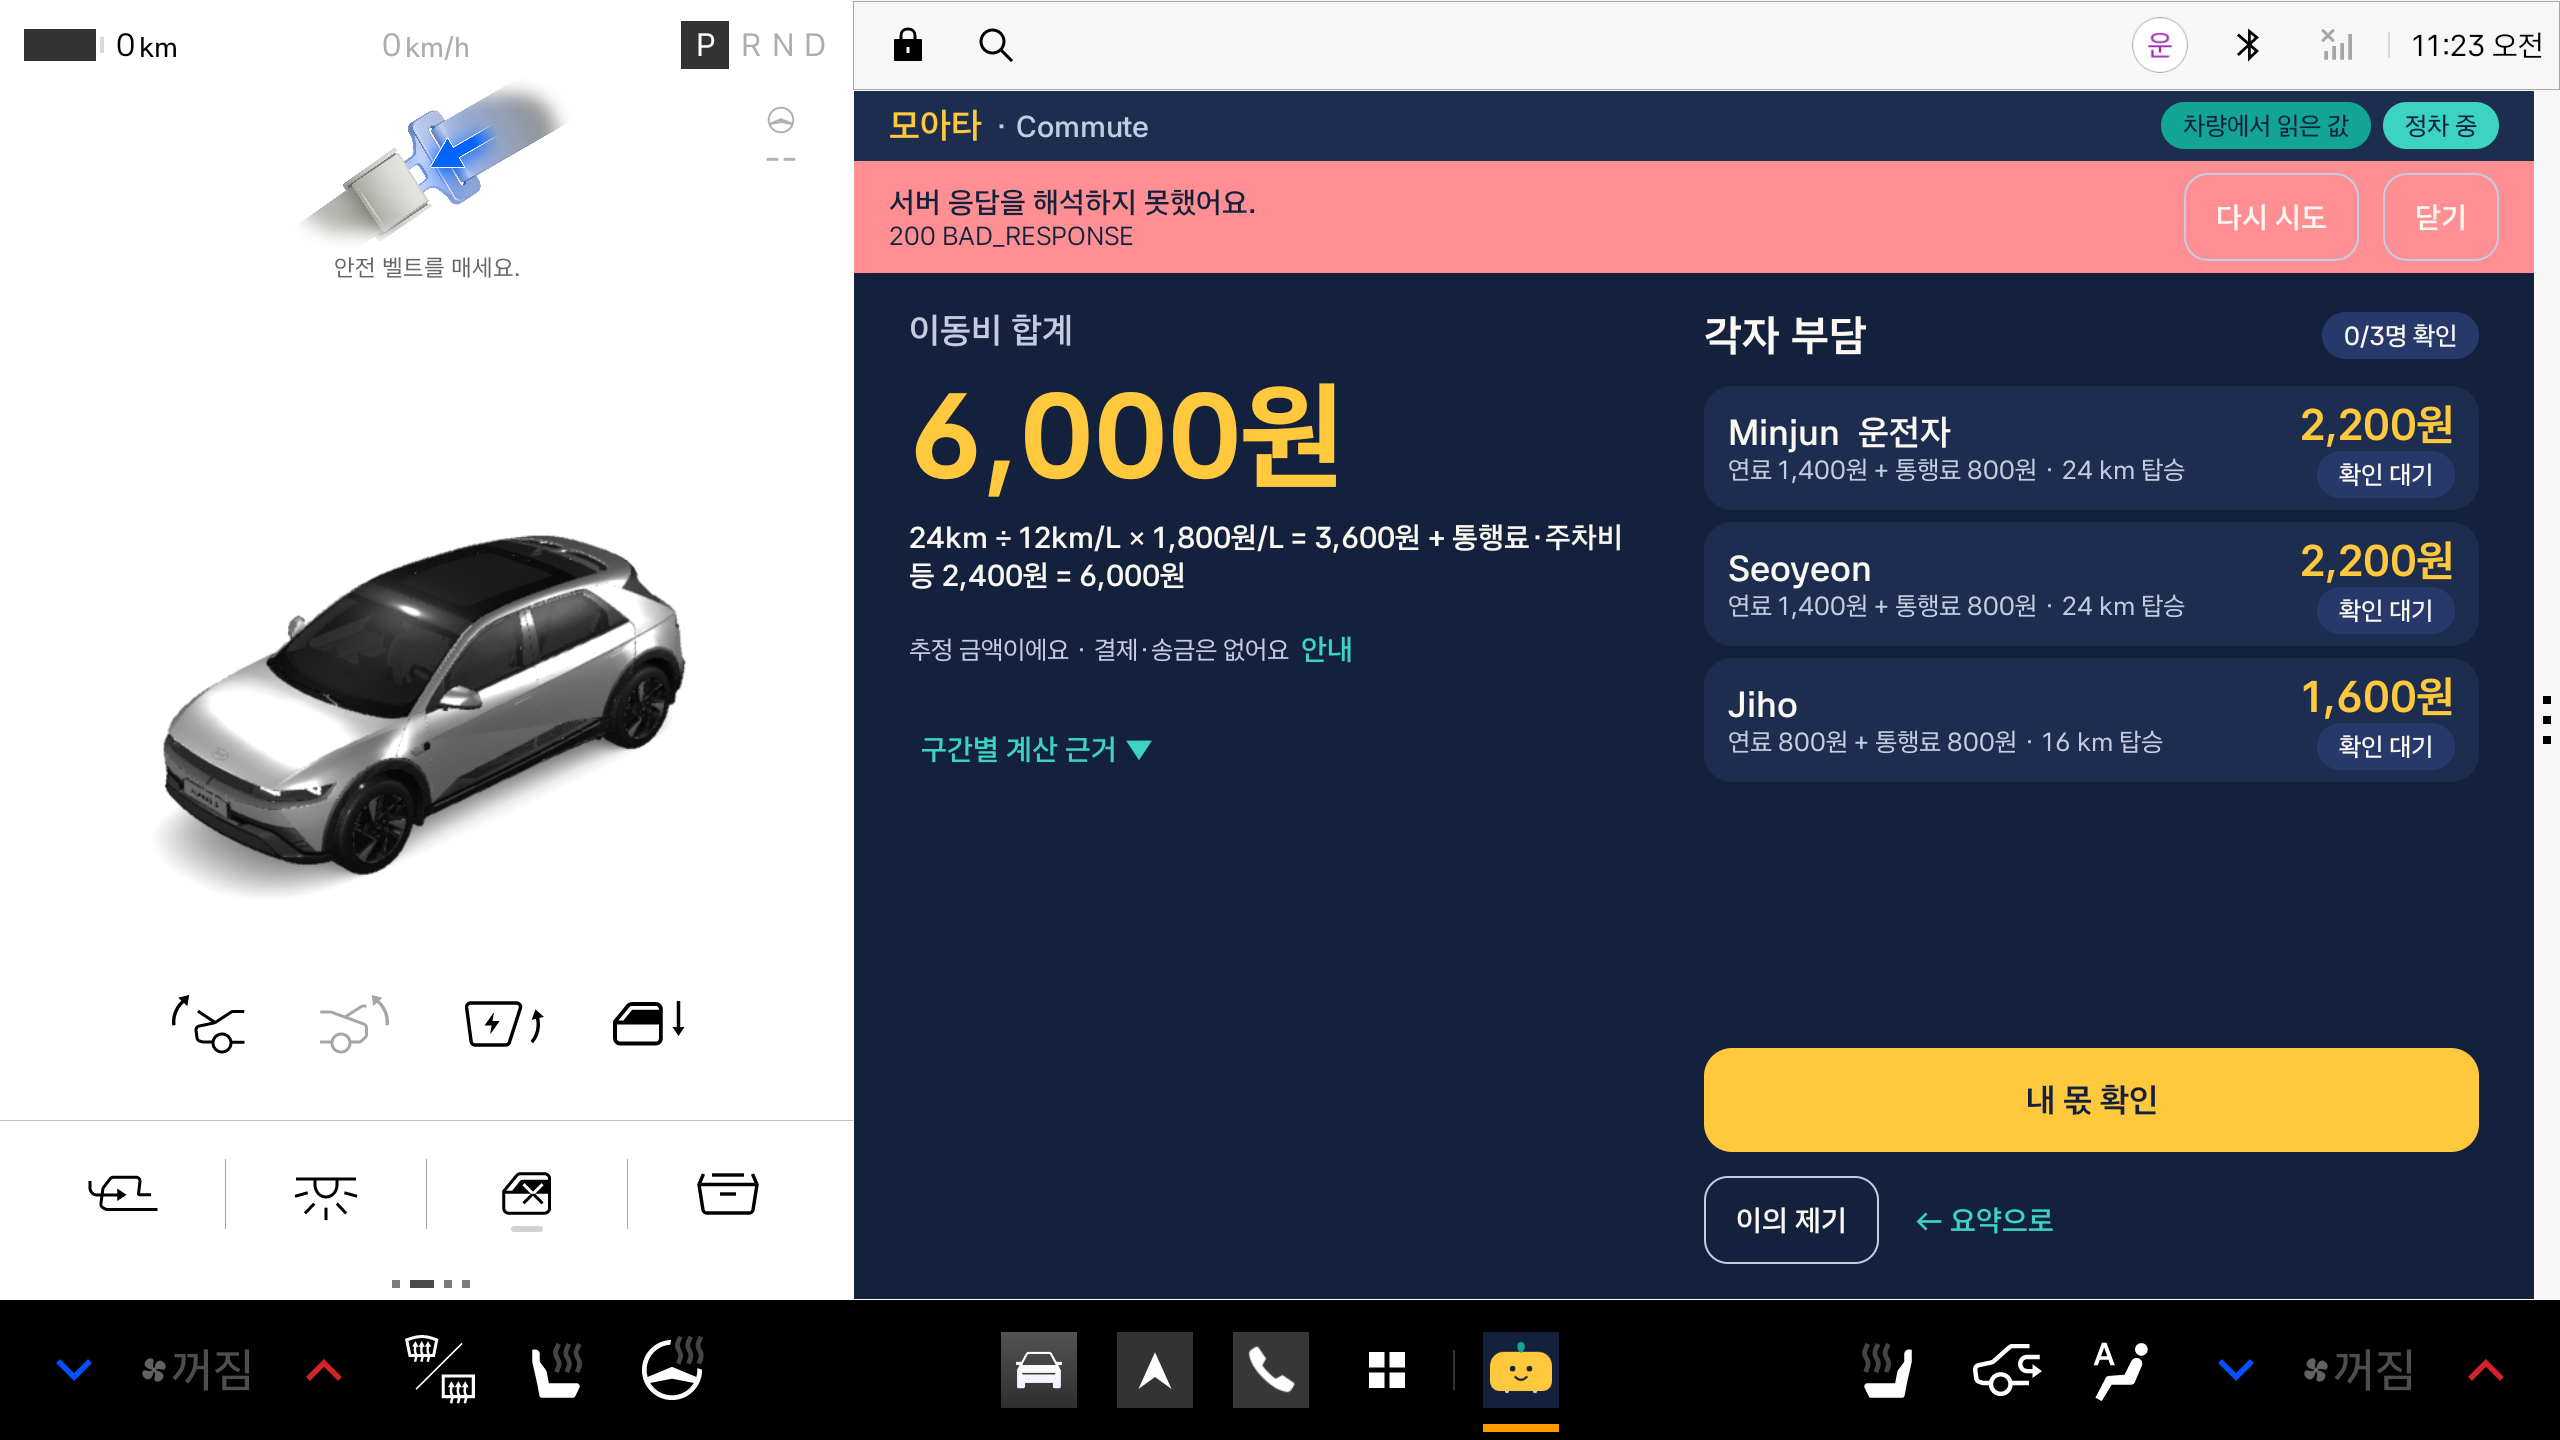 0 km
0 km/h
P R N D
안전 벨트를 매세요.
--
운
11:23 오전
모아타 · Commute
차량에서 읽은 값
정차 중
서버 응답을 해석하지 못했어요.
200 BAD_RESPONSE
다시 시도
닫기
이동비 합계
6,000원
24km ÷ 12km/L × 1,800원/L = 3,600원 + 통행료·주차비
등 2,400원 = 6,000원
추정 금액이에요 · 결제·송금은 없어요 안내
구간별 계산 근거 ▼
각자 부담
0/3명 확인
Minjun 운전자
2,200원
연료 1,400원 + 통행료 800원 · 24 km 탑승
확인 대기
Seoyeon
2,200원
연료 1,400원 + 통행료 800원 · 24 km 탑승
확인 대기
Jiho
1,600원
연료 800원 + 통행료 800원 · 16 km 탑승
확인 대기
내 몫 확인
이의 제기
← 요약으로
꺼짐
A
꺼짐